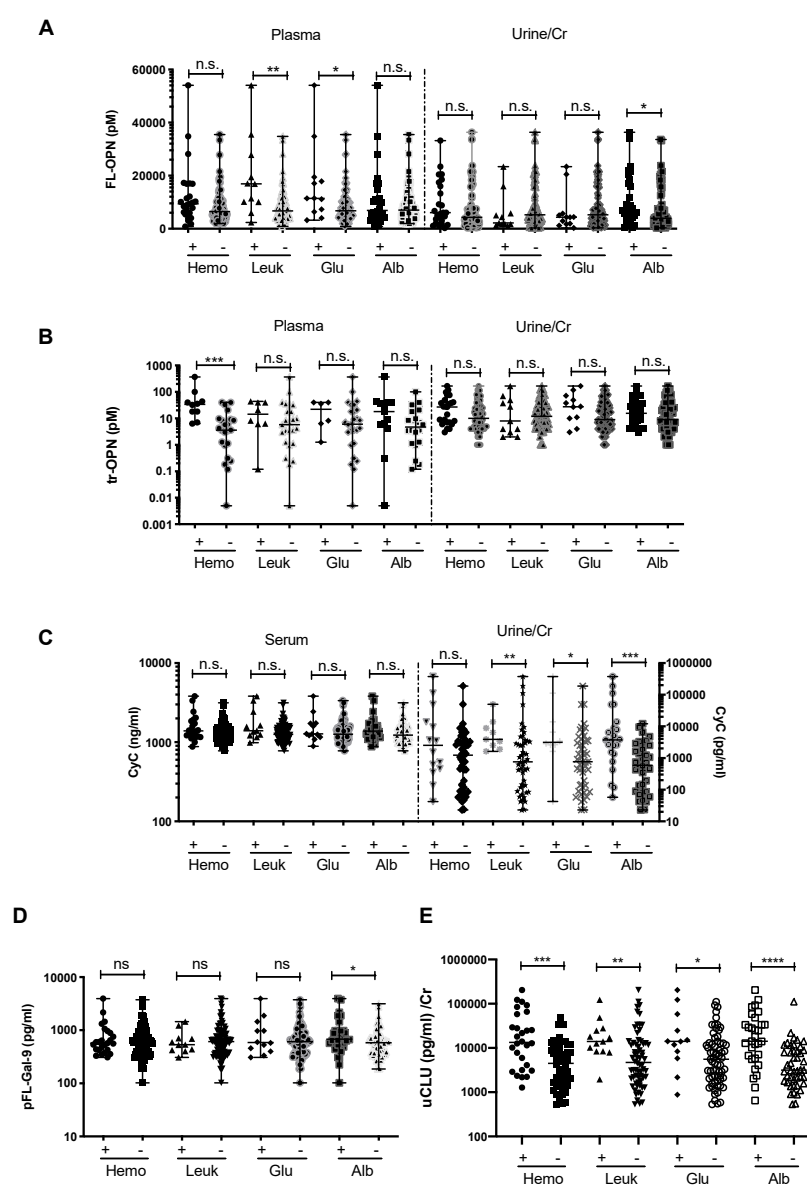 A
Plasma
Urine/Cr
FL-OPN (pM)
60000
40000
20000
0
n.s.
**
*
n.s.
n.s.
n.s.
n.s.
*
+ - + - + - + - + - + - + - + -
Hemo Leuk Glu Alb Hemo Leuk Glu Alb
B
Plasma
Urine/Cr
tr-OPN (pM)
1000
100
10
1
0.1
0.01
0.001
***
n.s.
n.s.
n.s.
n.s.
n.s.
n.s.
n.s.
+ - + - + - + - + - + - + - + -
Hemo Leuk Glu Alb Hemo Leuk Glu Alb
C
Serum
Urine/Cr
CyC (ng/ml)
10000
1000
100
n.s.
n.s.
n.s.
n.s.
n.s.
**
*
***
1000000
100000
10000
1000
100
10
CyC (pg/ml)
+ - + - + - + - + - + - + - + -
Hemo Leuk Glu Alb Hemo Leuk Glu Alb
D
pFL-Gal-9 (pg/ml)
10000
1000
100
10
ns
ns
ns
*
+ - + - + - + -
Hemo Leuk Glu Alb
E
uCLU (pg/ml) /Cr
1000000
100000
10000
1000
100
***
**
*
****
+ - + - + - + -
Hemo Leuk Glu Alb